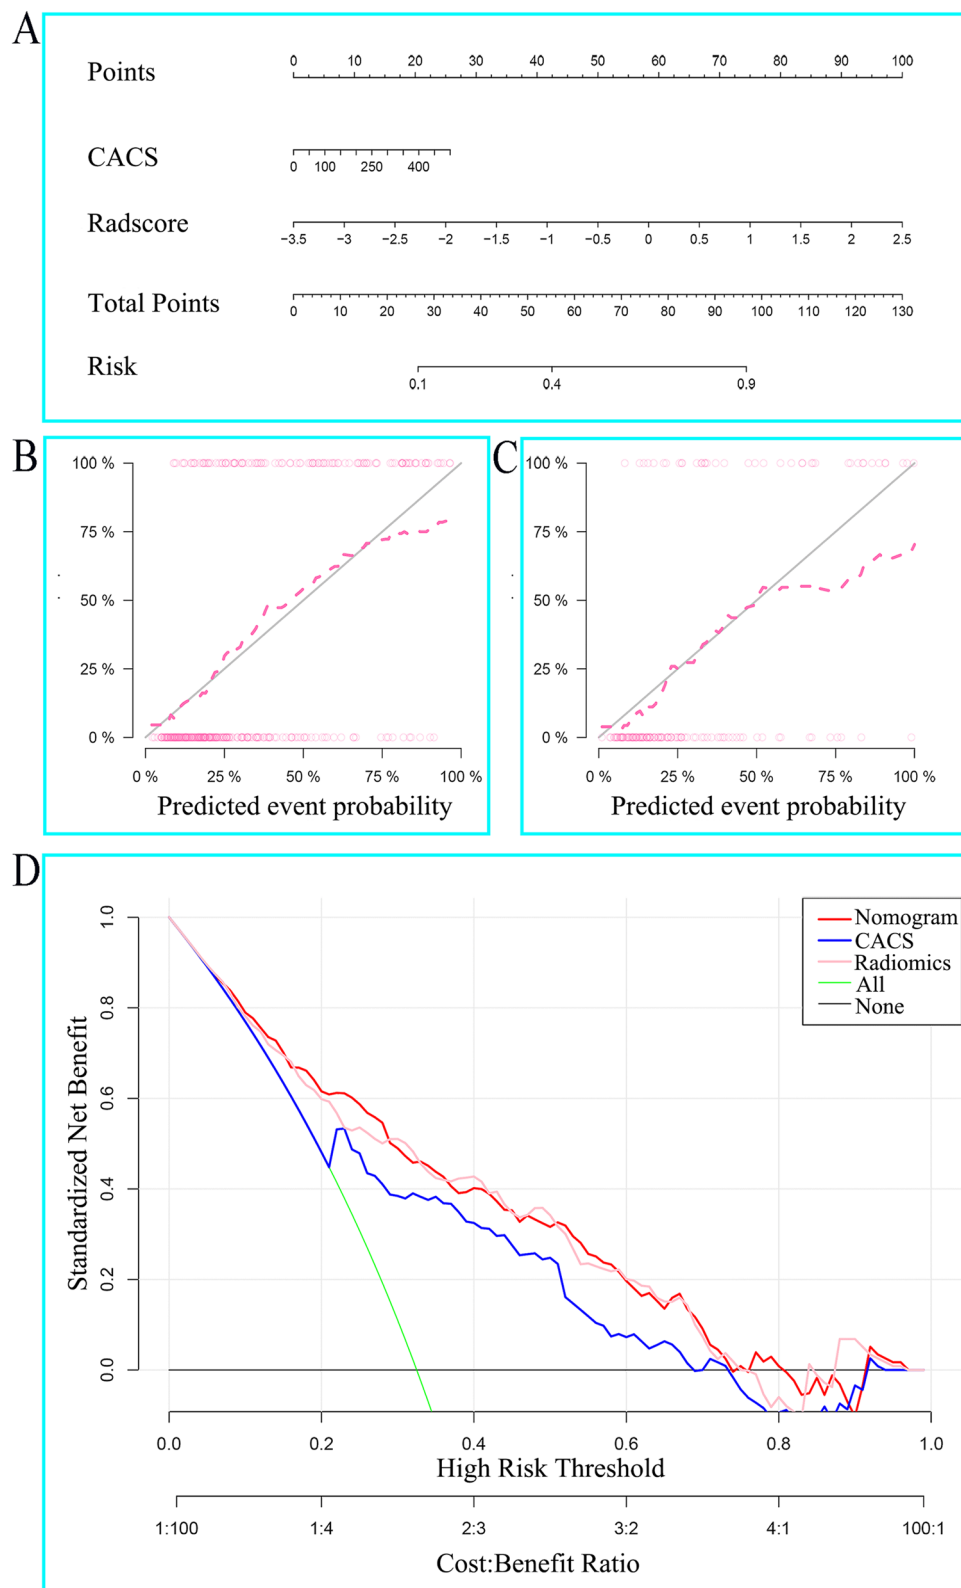 A
Points
0 10 20 30 40 50 60 70 80 90 100
CACS
0 100 250 400
Radscore
−3.5 −3 −2.5 −2 −1.5 −1 −0.5 0 0.5 1 1.5 2 2.5
Total Points
0 10 20 30 40 50 60 70 80 90 100 110 120 130
Risk
0.1 0.4 0.9
B
100 %
75 %
50 %
25 %
0 %
0 % 25 % 50 % 75 % 100 %
Predicted event probability
C
100 %
75 %
50 %
25 %
0 %
0 % 25 % 50 % 75 % 100 %
Predicted event probability
D
Standardized Net Benefit
1.0
0.8
0.6
0.4
0.2
0.0
Nomogram
CACS
Radiomics
All
None
0.0 0.2 0.4 0.6 0.8 1.0
High Risk Threshold
1:100 1:4 2:3 3:2 4:1 100:1
Cost:Benefit Ratio